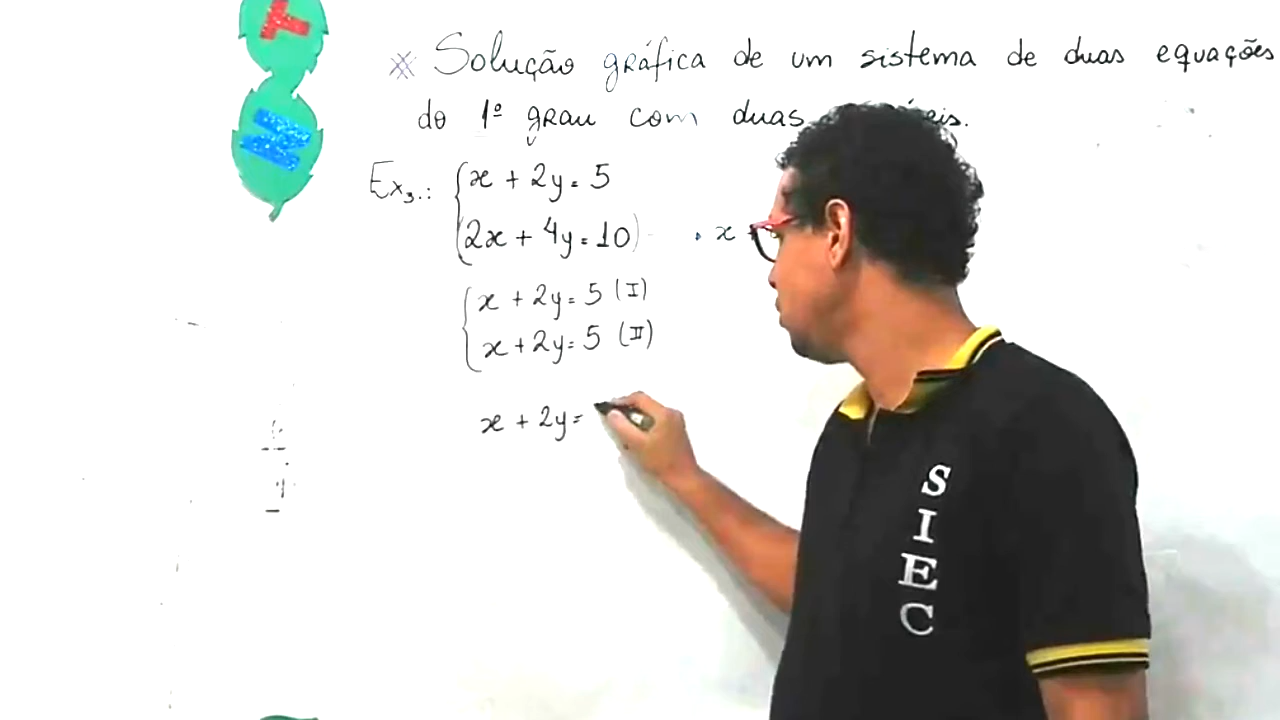 ※ Solução gráfica de um sistema de duas equações
do 1º grau com duas
Ex3.: x + 2y = 5
2x + 4y = 10
x
x + 2y = 5 (I)
x + 2y = 5 (II)
x + 2y =
T
M
SIEC